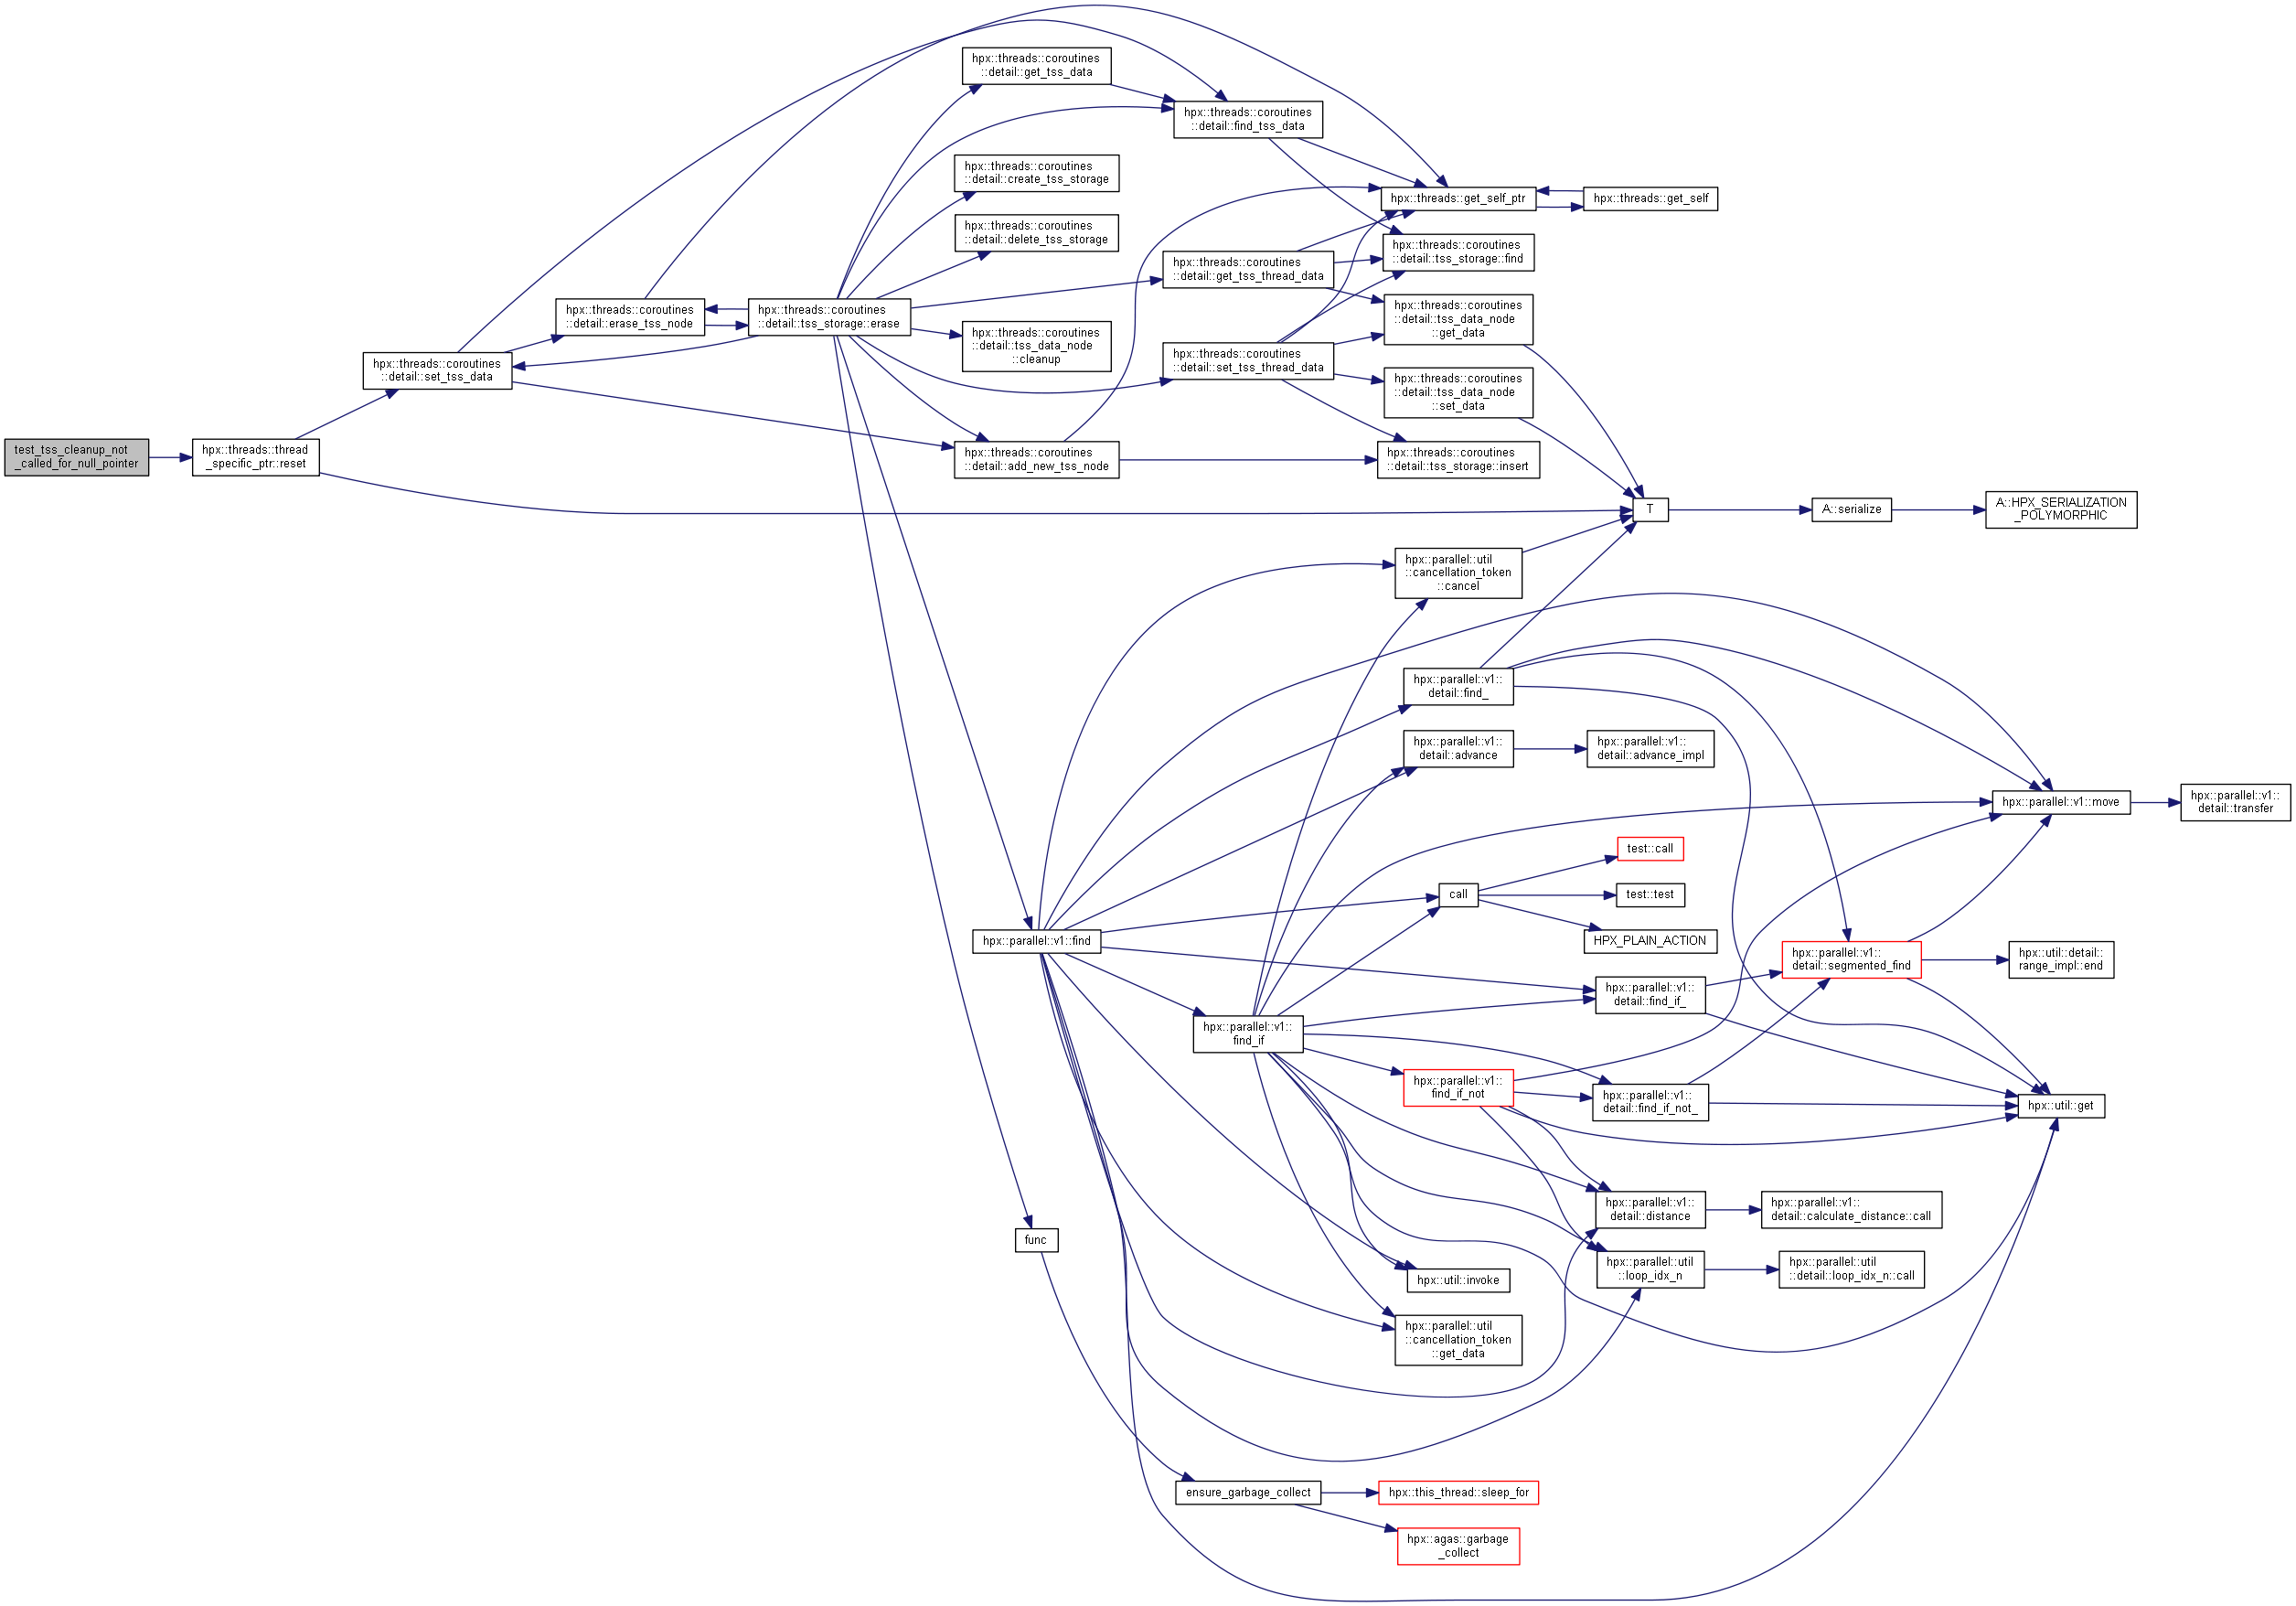 hpx::threads::coroutines
::detail::get_tss_data
hpx::threads::coroutines
::detail::find_tss_data
hpx::threads::coroutines
::detail::create_tss_storage
hpx::threads::get_self_ptr
hpx::threads::get_self
hpx::threads::coroutines
::detail::delete_tss_storage
hpx::threads::coroutines
::detail::tss_storage::find
hpx::threads::coroutines
::detail::get_tss_thread_data
hpx::threads::coroutines
::detail::erase_tss_node
hpx::threads::coroutines
::detail::tss_storage::erase
hpx::threads::coroutines
::detail::tss_data_node
::get_data
hpx::threads::coroutines
::detail::tss_data_node
::cleanup
hpx::threads::coroutines
::detail::set_tss_data
hpx::threads::coroutines
::detail::set_tss_thread_data
hpx::threads::coroutines
::detail::tss_data_node
::set_data
test_tss_cleanup_not
_called_for_null_pointer
hpx::threads::thread
_specific_ptr::reset
hpx::threads::coroutines
::detail::add_new_tss_node
hpx::threads::coroutines
::detail::tss_storage::insert
T
A::serialize
A::HPX_SERIALIZATION
_POLYMORPHIC
hpx::parallel::util
::cancellation_token
::cancel
hpx::parallel::v1::
detail::find_
hpx::parallel::v1::
detail::advance
hpx::parallel::v1::
detail::advance_impl
hpx::parallel::v1::move
hpx::parallel::v1::
detail::transfer
test::call
call
test::test
HPX_PLAIN_ACTION
hpx::parallel::v1::find
hpx::parallel::v1::
detail::segmented_find
hpx::util::detail::
range_impl::end
hpx::parallel::v1::
detail::find_if_
hpx::parallel::v1::
find_if
hpx::parallel::v1::
find_if_not
hpx::parallel::v1::
detail::find_if_not_
hpx::util::get
hpx::parallel::v1::
detail::distance
hpx::parallel::v1::
detail::calculate_distance::call
func
hpx::parallel::util
::loop_idx_n
hpx::parallel::util
::detail::loop_idx_n::call
hpx::util::invoke
hpx::parallel::util
::cancellation_token
::get_data
ensure_garbage_collect
hpx::this_thread::sleep_for
hpx::agas::garbage
_collect